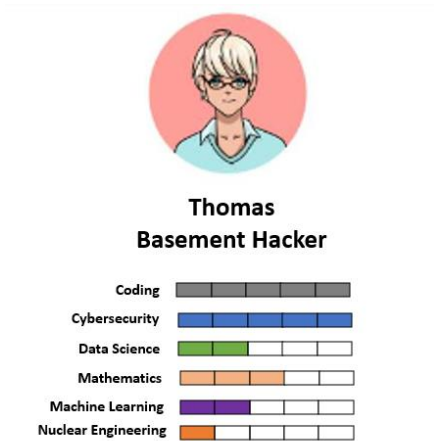 Thomas
Basement Hacker
Coding
Cybersecurity
Data Science
Mathematics
Machine Learning
Nuclear Engineering